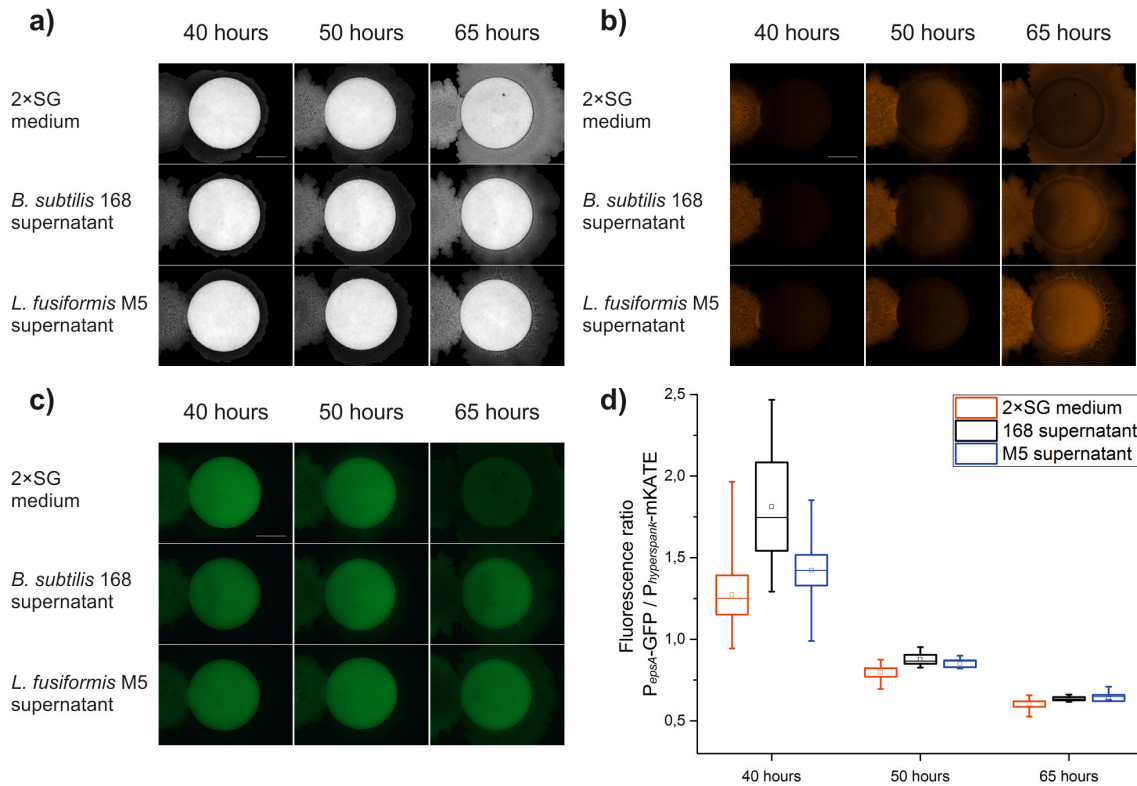 a)
40 hours 50 hours 65 hours
2×SG
medium
B. subtilis 168
supernatant
L. fusiformis M5
supernatant
b)
40 hours 50 hours 65 hours
2×SG
medium
B. subtilis 168
supernatant
L. fusiformis M5
supernatant
c)
40 hours 50 hours 65 hours
2×SG
medium
B. subtilis 168
supernatant
L. fusiformis M5
supernatant
d)
Fluorescence ratio
PepsA-GFP / Phyperspank-mKATE
2,5
2,0
1,5
1,0
0,5
2×SG medium
168 supernatant
M5 supernatant
40 hours 50 hours 65 hours